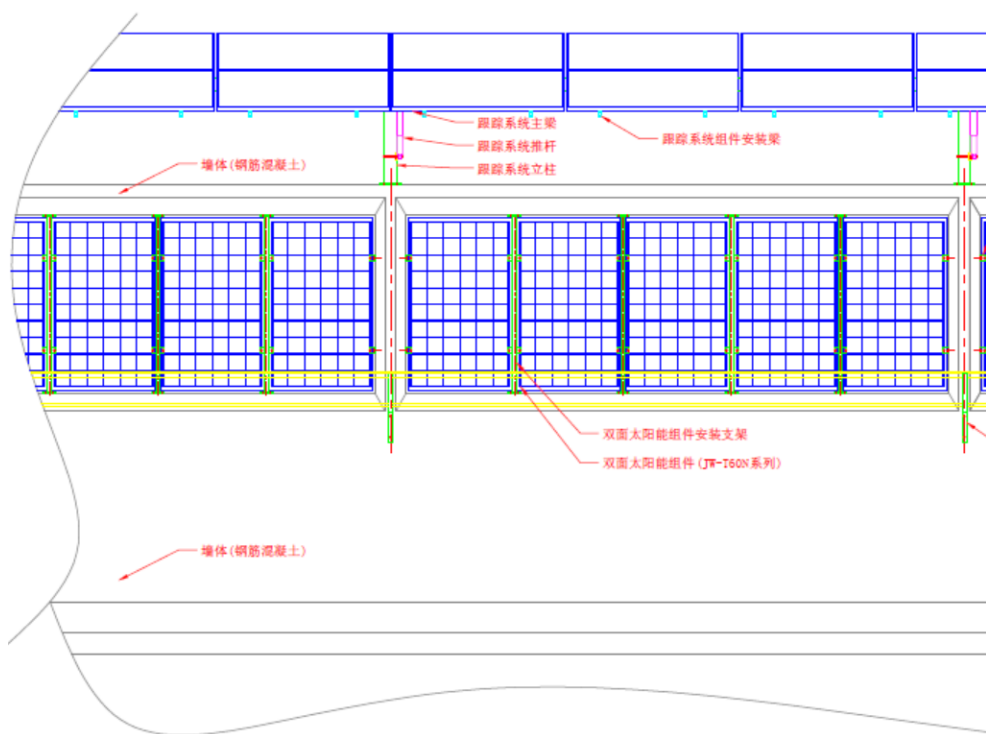 跟踪系统主梁
跟踪系统推杆
跟踪系统组件安装梁
墙体(钢筋混凝土)
跟踪系统立柱
双面太阳能组件安装支架
双面太阳能组件(JW-T60N系列)
墙体(钢筋混凝土)